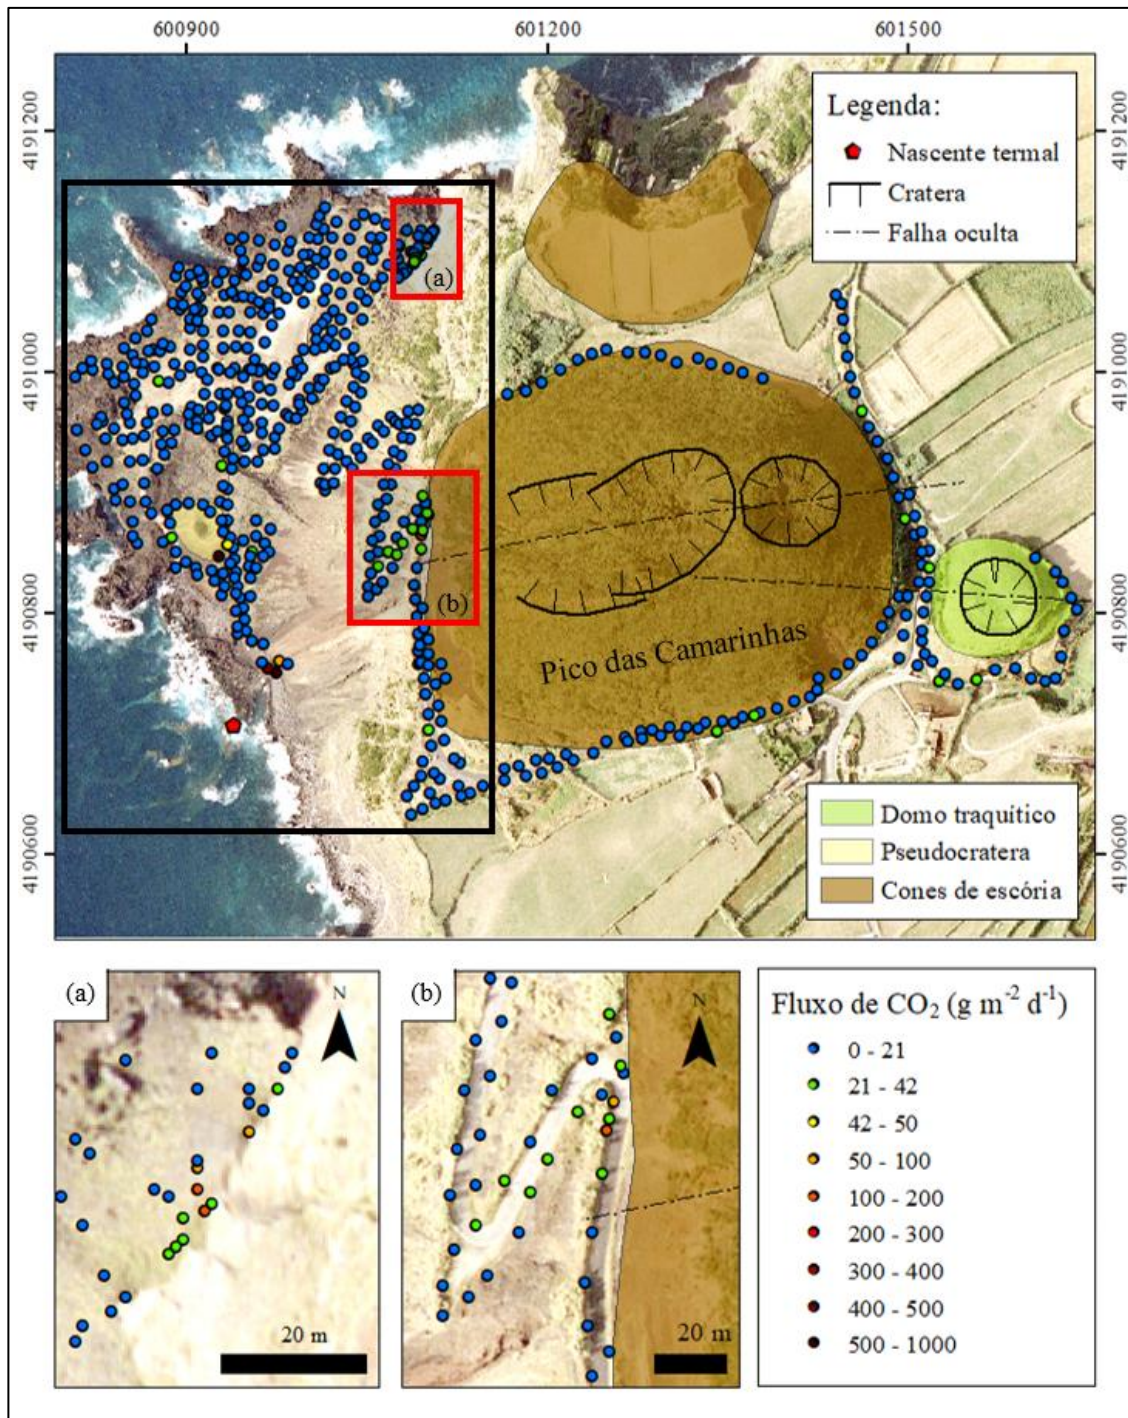 600900 601200 601500
4191200 4191200
Legenda:
Nascente termal
Cratera
Falha oculta
(a)
4191000 4191000
(b)
4190800 4190800
Pico das Camarinhas
Domo traquítico
Pseudocratera
Cones de escória
4190600 4190600
(a)
N
20 m
(b)
N
20 m
Fluxo de CO₂ (g m⁻² d⁻¹)
0 - 21
21 - 42
42 - 50
50 - 100
100 - 200
200 - 300
300 - 400
400 - 500
500 - 1000